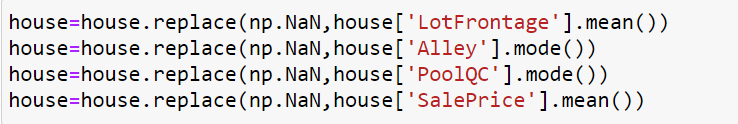 house=house.replace(np.NaN,house['LotFrontage'].mean())
house=house.replace(np.NaN,house['Alley'].mode())
house=house.replace(np.NaN,house['PoolQC'].mode())
house=house.replace(np.NaN,house['SalePrice'].mean())